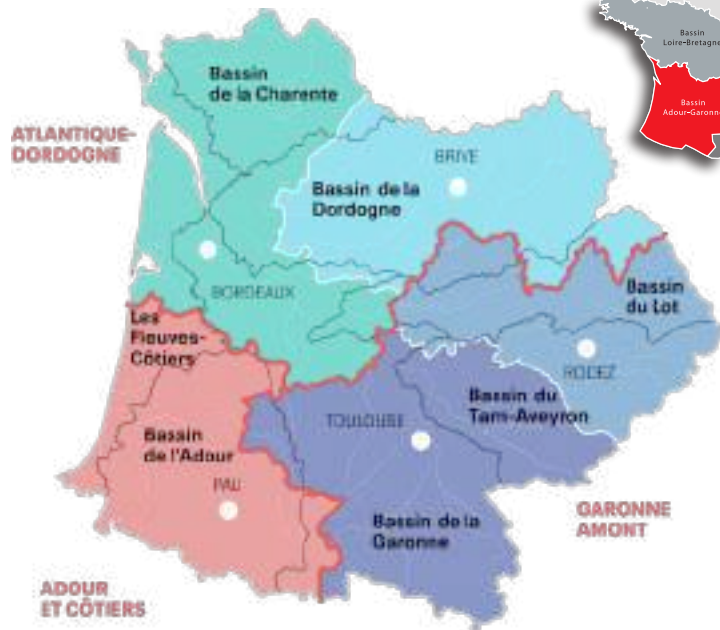 Bassin
Loire-Bretagne
Bassin
Adour-Garonne
Bassin
de la Charente
ATLANTIQUE-
DORDOGNE
BRIVE
Bassin de la
Dordogne
BORDEAUX
Bassin
du Lot
Les
Fleuves-
Côtiers
RODEZ
Bassin du
Tarn-Aveyron
TOULOUSE
Bassin
de l'Adour
PAU
GARONNE
AMONT
Bassin de la
Garonne
ADOUR
ET CÔTIERS